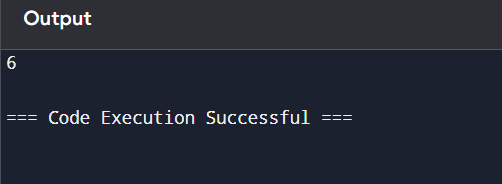 Output
6
=== Code Execution Successful ===